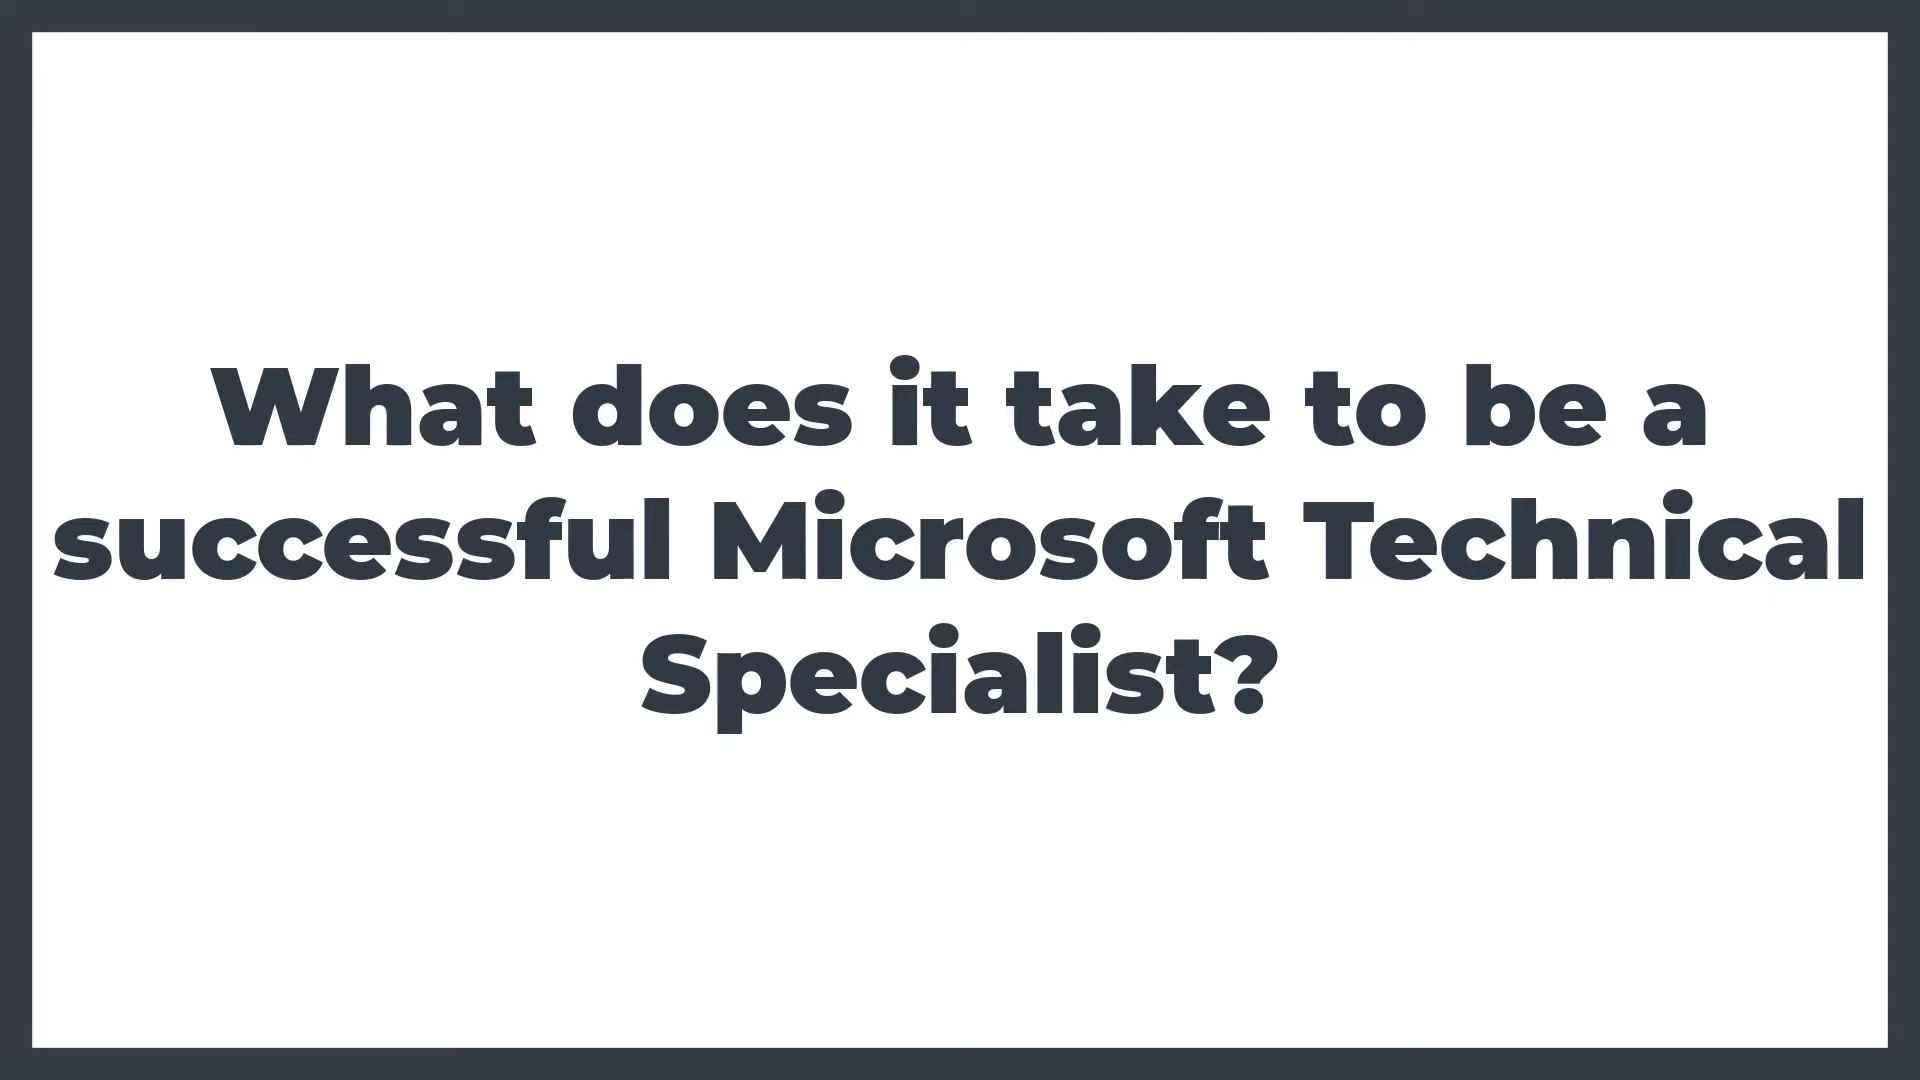 What does it take to be a
successful Microsoft Technical
Specialist?